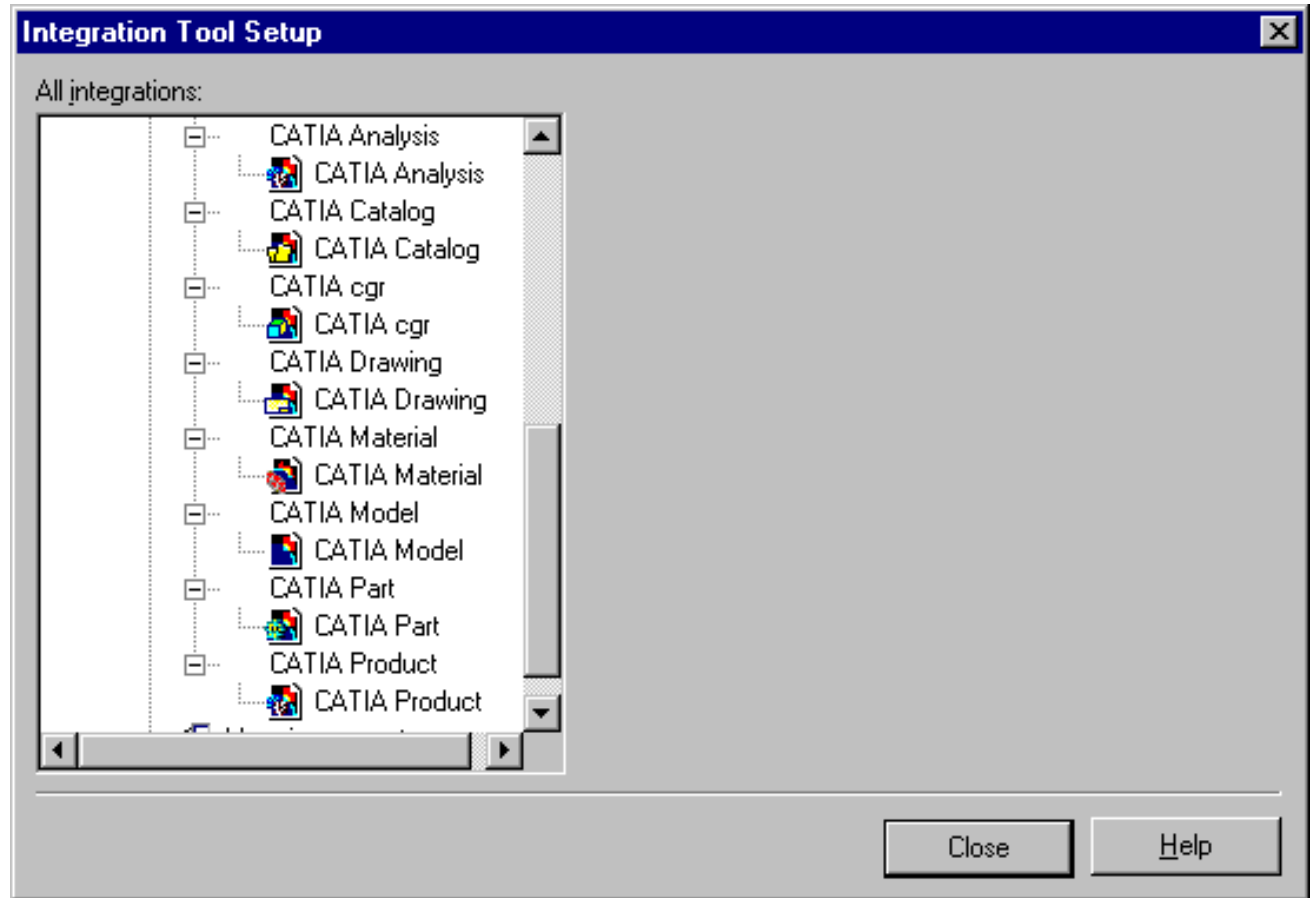 Integration Tool Setup
All integrations:
CATIA Analysis
CATIA Analysis
CATIA Catalog
CATIA Catalog
CATIA cgr
CATIA cgr
CATIA Drawing
CATIA Drawing
CATIA Material
CATIA Material
CATIA Model
CATIA Model
CATIA Part
CATIA Part
CATIA Product
CATIA Product
Close Help